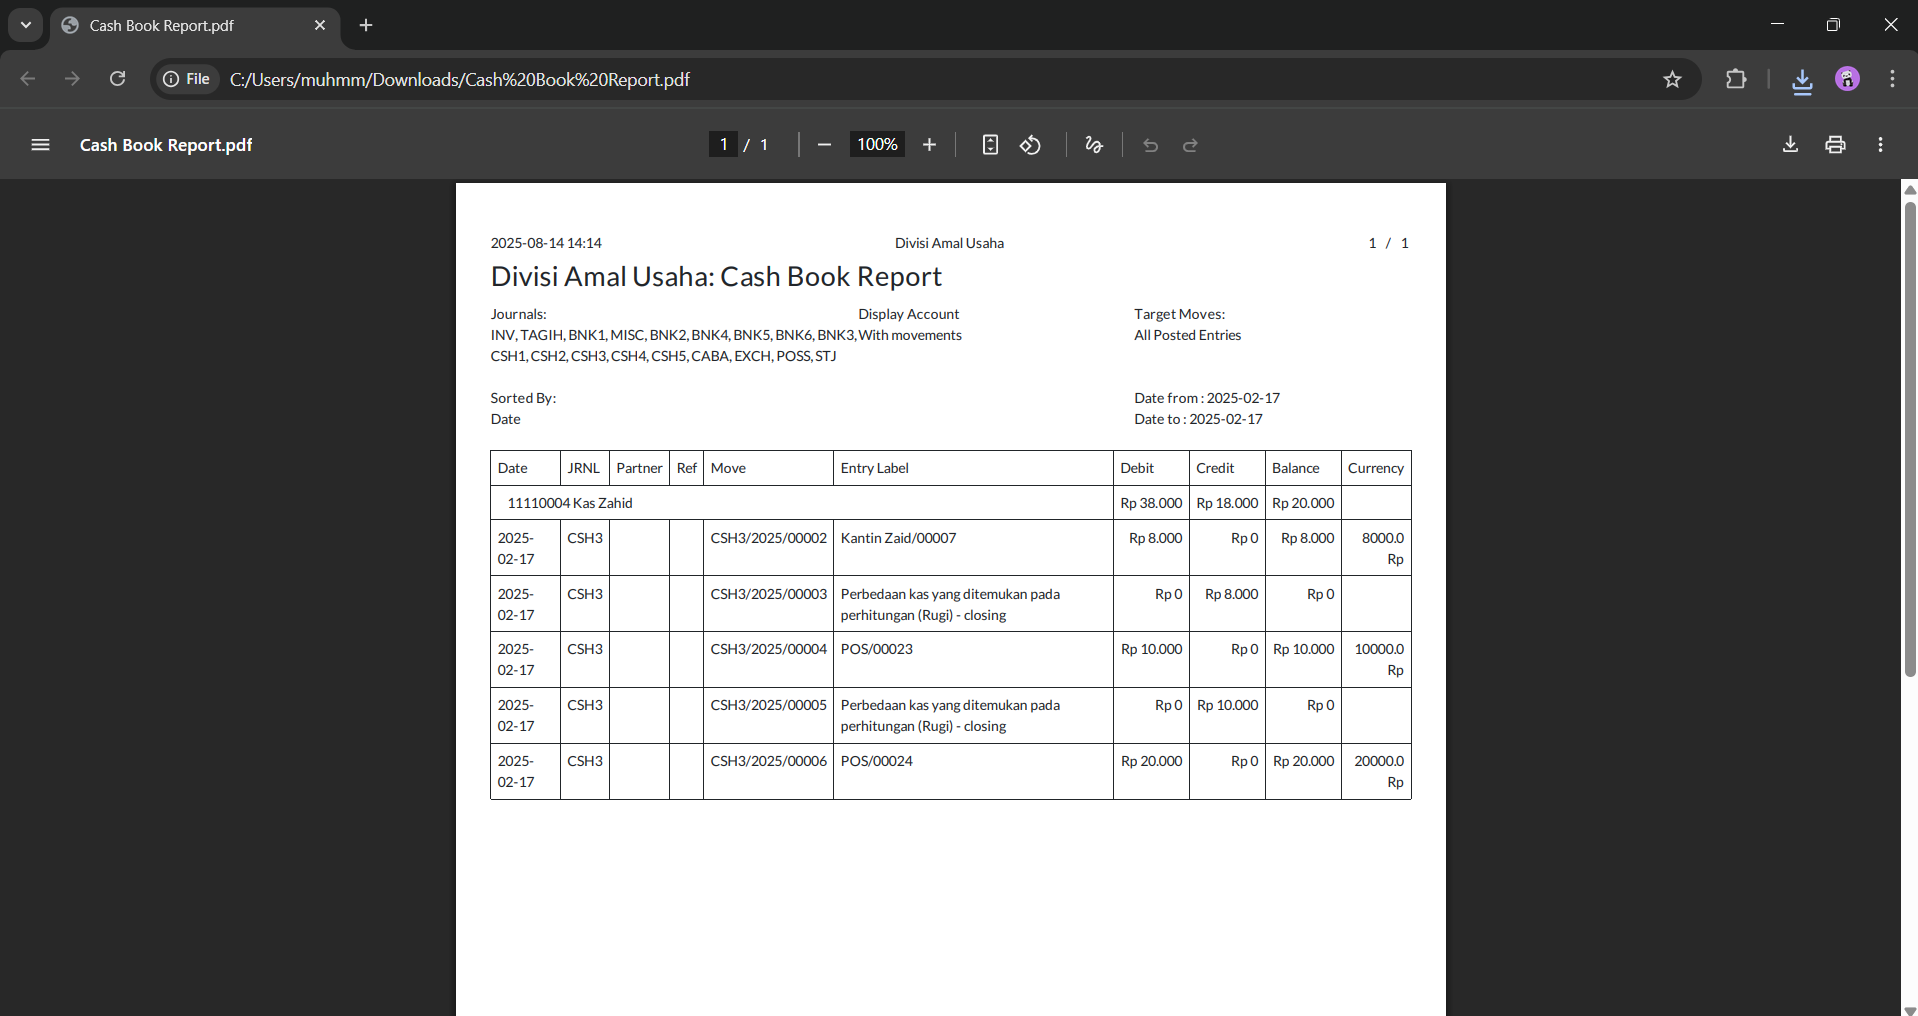 Cash Book Report.pdf
File C:/Users/muhmm/Downloads/Cash%20Book%20Report.pdf
Cash Book Report.pdf 1 / 1 100%
2025-08-14 14:14 Divisi Amal Usaha 1 / 1
Divisi Amal Usaha: Cash Book Report
Journals: Display Account Target Moves:
INV, TAGIH, BNK1, MISC, BNK2, BNK4, BNK5, BNK6, BNK3, With movements All Posted Entries
CSH1, CSH2, CSH3, CSH4, CSH5, CABA, EXCH, POSS, STJ
Sorted By: Date from : 2025-02-17
Date Date to : 2025-02-17
Date JRNL Partner Ref Move Entry Label Debit Credit Balance Currency
11110004 Kas Zahid Rp 38.000 Rp 18.000 Rp 20.000
2025- CSH3 CSH3/2025/00002 Kantin Zaid/00007 Rp 8.000 Rp 0 Rp 8.000 8000.0
02-17 Rp
2025- CSH3 CSH3/2025/00003 Perbedaan kas yang ditemukan pada Rp 0 Rp 8.000 Rp 0
02-17 perhitungan (Rugi) - closing
2025- CSH3 CSH3/2025/00004 POS/00023 Rp 10.000 Rp 0 Rp 10.000 10000.0
02-17 Rp
2025- CSH3 CSH3/2025/00005 Perbedaan kas yang ditemukan pada Rp 0 Rp 10.000 Rp 0
02-17 perhitungan (Rugi) - closing
2025- CSH3 CSH3/2025/00006 POS/00024 Rp 20.000 Rp 0 Rp 20.000 20000.0
02-17 Rp